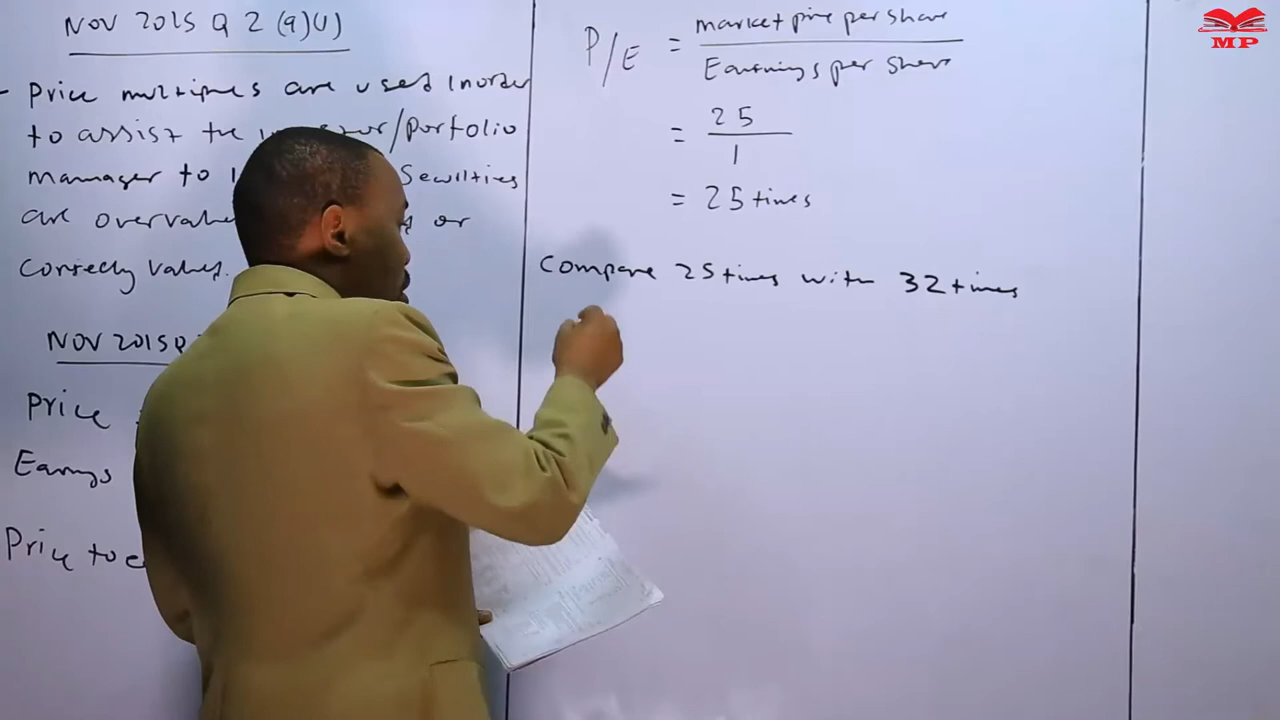 NOV 2015 Q 2 (a)(i)
- Price multiples are used inorder
to assist the /portfolio
manager to Securities
are or
correctly valued.
NOV 2015
Price
Earnings
Price to
P/E = market price per share
Earnings per share
= 25
1
= 25 times
Compare 25 times with 32 times
MP